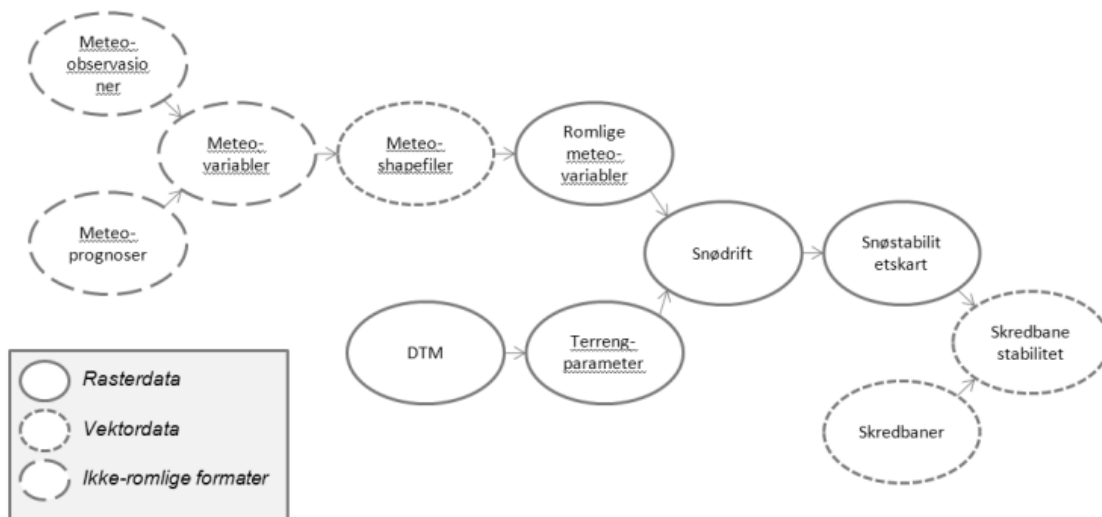 Meteo-
observasio
ner
Meteo-
variabler
Meteo-
shapefiler
Romlige
meteo-
variabler
Meteo-
prognoser
Snødrift
Snøstabilit
etskart
DTM
Terreng-
parameter
Skredbane
stabilitet
Skredbaner
Rasterdata
Vektordata
Ikke-romlige formater